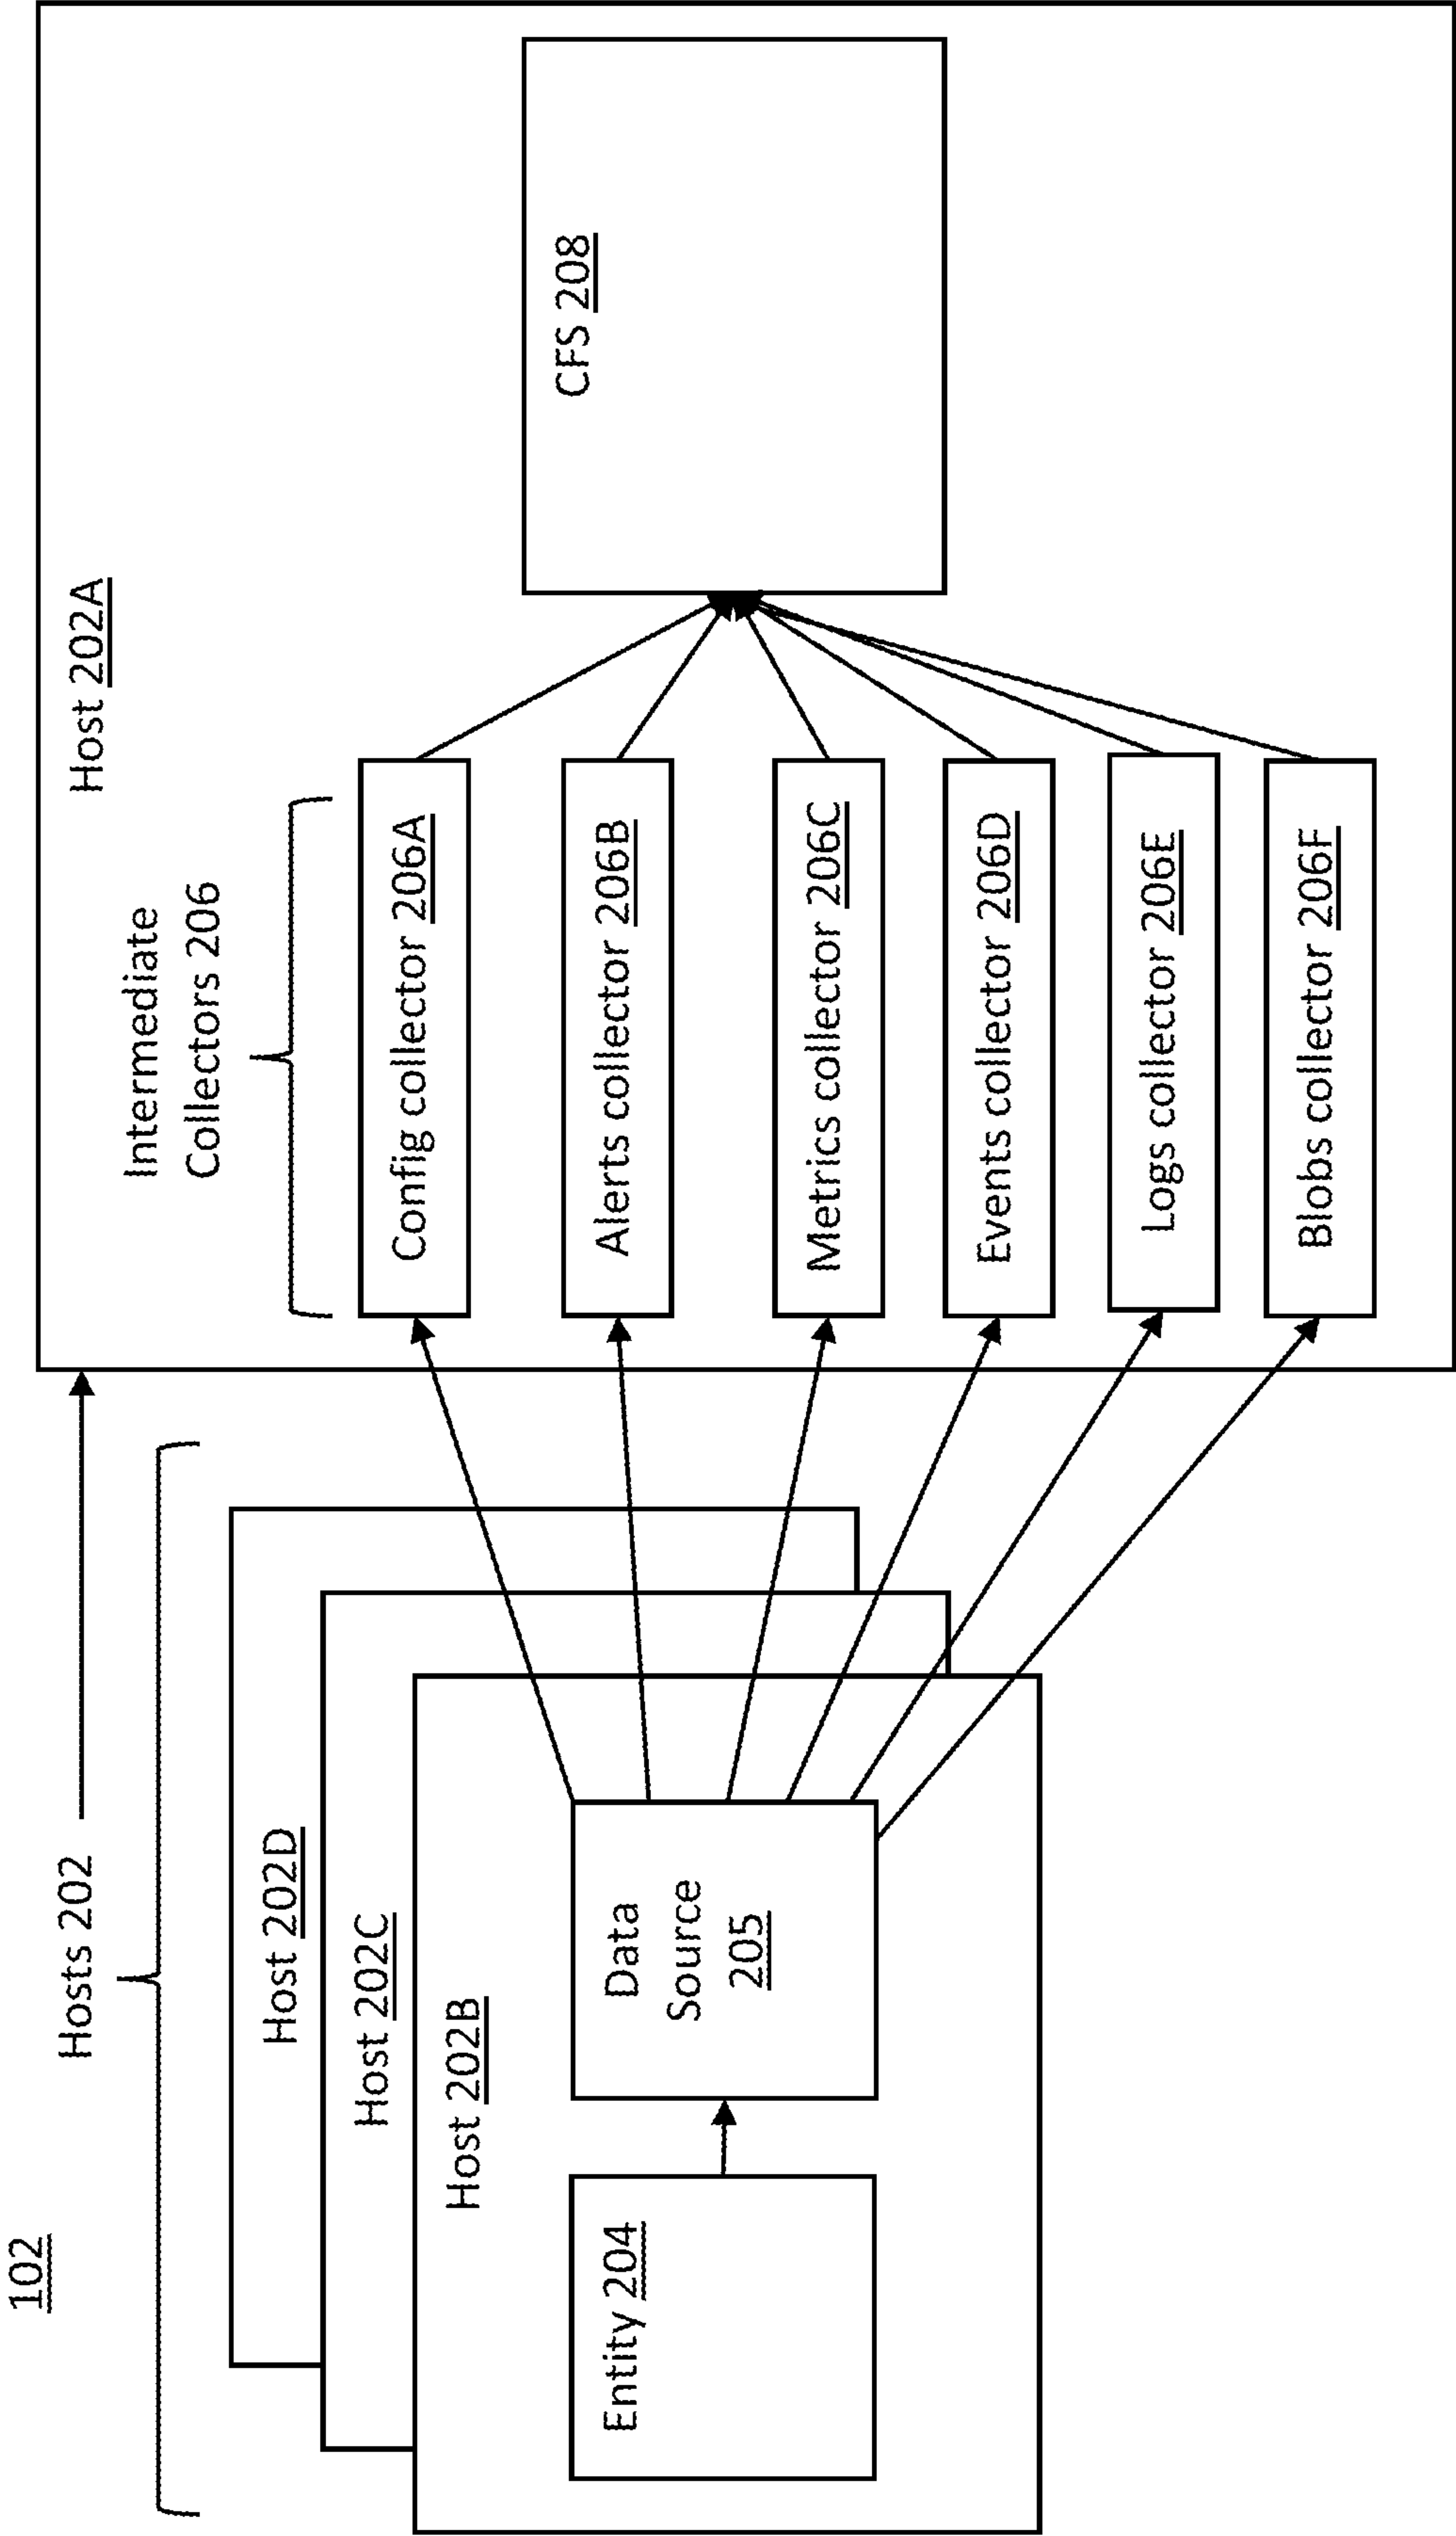 102
Hosts 202
Host 202D
Host 202C
Host 202B
Entity 204
Data
Source
205
Host 202A
Intermediate
Collectors 206
Config collector 206A
Alerts collector 206B
Metrics collector 206C
Events collector 206D
Logs collector 206E
Blobs collector 206F
CFS 208